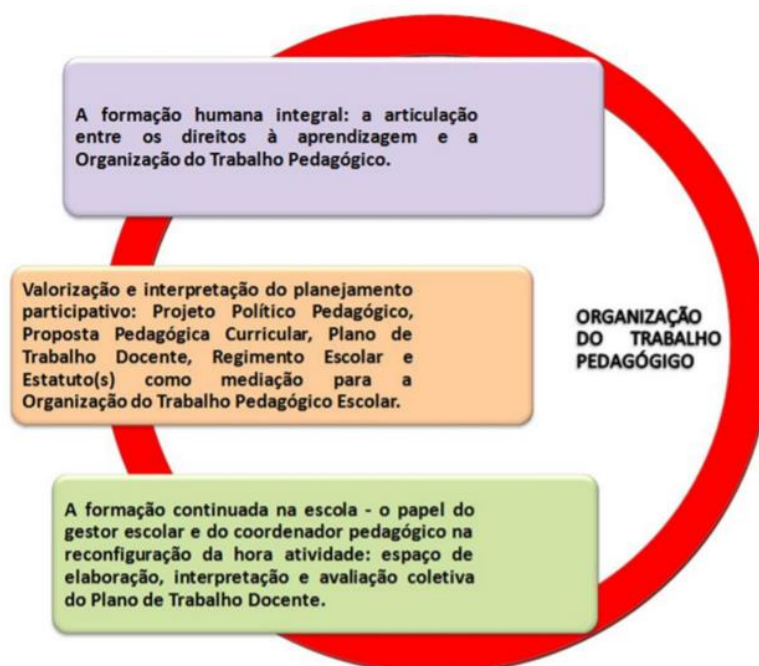 A formação humana integral: a articulação
entre os direitos à aprendizagem e a
Organização do Trabalho Pedagógico.
Valorização e interpretação do planejamento
participativo: Projeto Político Pedagógico,
Proposta Pedagógica Curricular, Plano de
Trabalho Docente, Regimento Escolar e
Estatuto(s) como mediação para a
Organização do Trabalho Pedagógico Escolar.
ORGANIZAÇÃO
DO TRABALHO
PEDAGÓGIGO
A formação continuada na escola - o papel do
gestor escolar e do coordenador pedagógico na
reconfiguração da hora atividade: espaço de
elaboração, interpretação e avaliação coletiva
do Plano de Trabalho Docente.